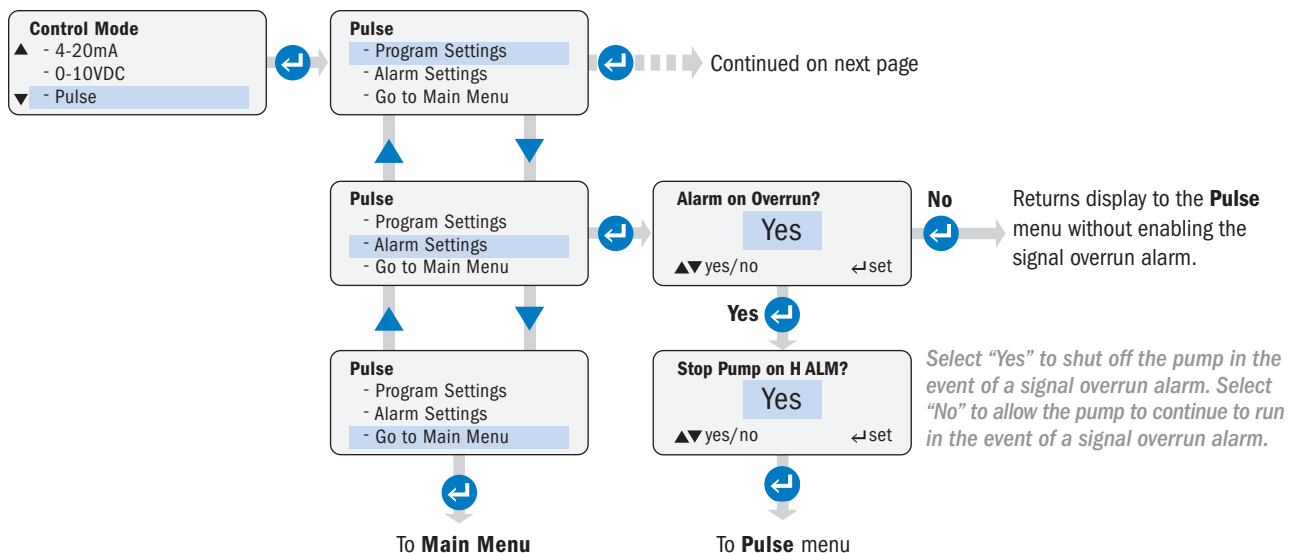 Control Mode
▲ - 4-20mA
- 0-10VDC
▼ - Pulse
Pulse
- Program Settings
- Alarm Settings
- Go to Main Menu
Continued on next page
Pulse
- Program Settings
- Alarm Settings
- Go to Main Menu
Alarm on Overrun?
Yes
▲▼ yes/no ↵ set
No
Returns display to the Pulse
menu without enabling the
signal overrun alarm.
Yes
Pulse
- Program Settings
- Alarm Settings
- Go to Main Menu
Stop Pump on H ALM?
Yes
▲▼ yes/no ↵ set
Select “Yes” to shut off the pump in the
event of a signal overrun alarm. Select
“No” to allow the pump to continue to run
in the event of a signal overrun alarm.
To Main Menu
To Pulse menu